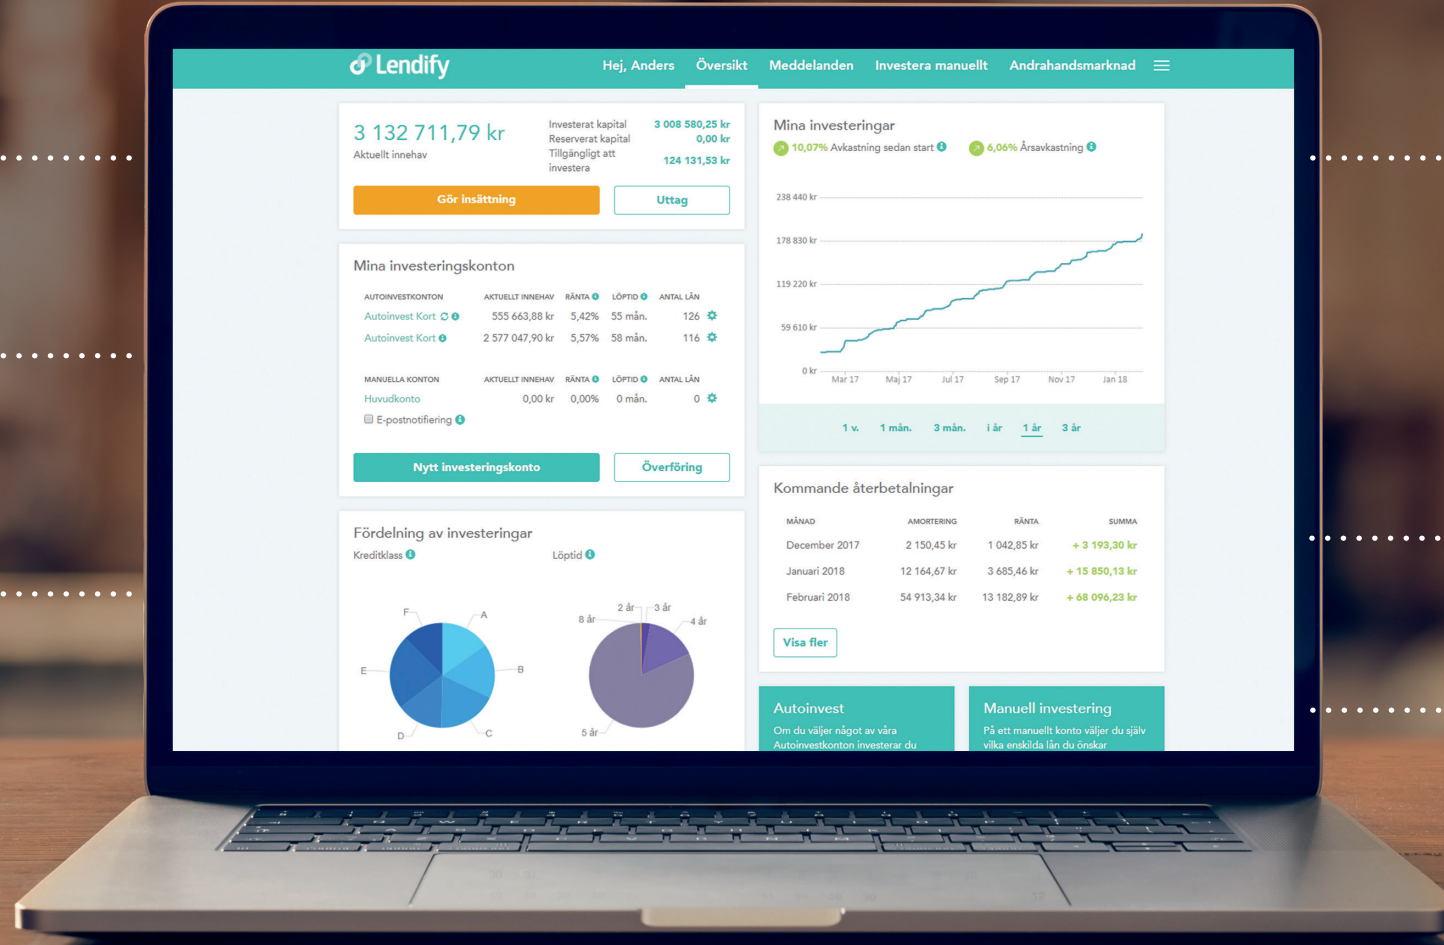 Lendify
Hej, Anders Översikt Meddelanden Investera manuellt Andrahandsmarknad
3 132 711,79 kr
Aktuellt innehav
Investerat kapital 3 008 580,25 kr
Reserverat kapital 0,00 kr
Tillgängligt att
investera 124 131,53 kr
Gör insättning Uttag
Mina investeringskonton
AUTOINVESTKONTON AKTUELLT INNEHAV RÄNTA LÖPTID ANTAL LÅN
Autoinvest Kort 555 663,88 kr 5,42% 55 mån. 126
Autoinvest Kort 2 577 047,90 kr 5,57% 58 mån. 116
MANUELLA KONTON AKTUELLT INNEHAV RÄNTA LÖPTID ANTAL LÅN
Huvudkonto 0,00 kr 0,00% 0 mån. 0
E-postnotifiering
Nytt investeringskonto Överföring
Fördelning av investeringar
Kreditklass Löptid
F A
E B
D C
2 år 3 år
8 år 4 år
5 år
Mina investeringar
10,07% Avkastning sedan start 6,06% Årsavkastning
238 440 kr
178 830 kr
119 220 kr
59 610 kr
0 kr
Mar 17 Maj 17 Jul 17 Sep 17 Nov 17 Jan 18
1 v. 1 mån. 3 mån. i år 1 år 3 år
Kommande återbetalningar
MÅNAD AMORTERING RÄNTA SUMMA
December 2017 2 150,45 kr 1 042,85 kr + 3 193,30 kr
Januari 2018 12 164,67 kr 3 685,46 kr + 15 850,13 kr
Februari 2018 54 913,34 kr 13 182,89 kr + 68 096,23 kr
Visa fler
Autoinvest
Om du väljer något av våra
Autoinvestkonton investerar du
Manuell investering
På ett manuellt konto väljer du själv
vilka enskilda lån du önskar